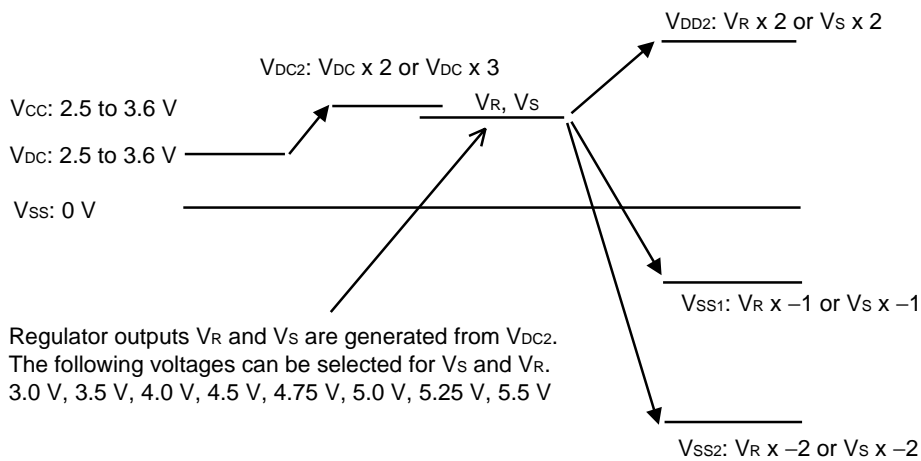 VDD2: VR x 2 or VS x 2
VDC2: VDC x 2 or VDC x 3
VCC: 2.5 to 3.6 V
VR, VS
VDC: 2.5 to 3.6 V
VSS: 0 V
VSS1: VR x −1 or VS x −1
Regulator outputs VR and VS are generated from VDC2.
The following voltages can be selected for VS and VR.
3.0 V, 3.5 V, 4.0 V, 4.5 V, 4.75 V, 5.0 V, 5.25 V, 5.5 V
VSS2: VR x −2 or VS x −2